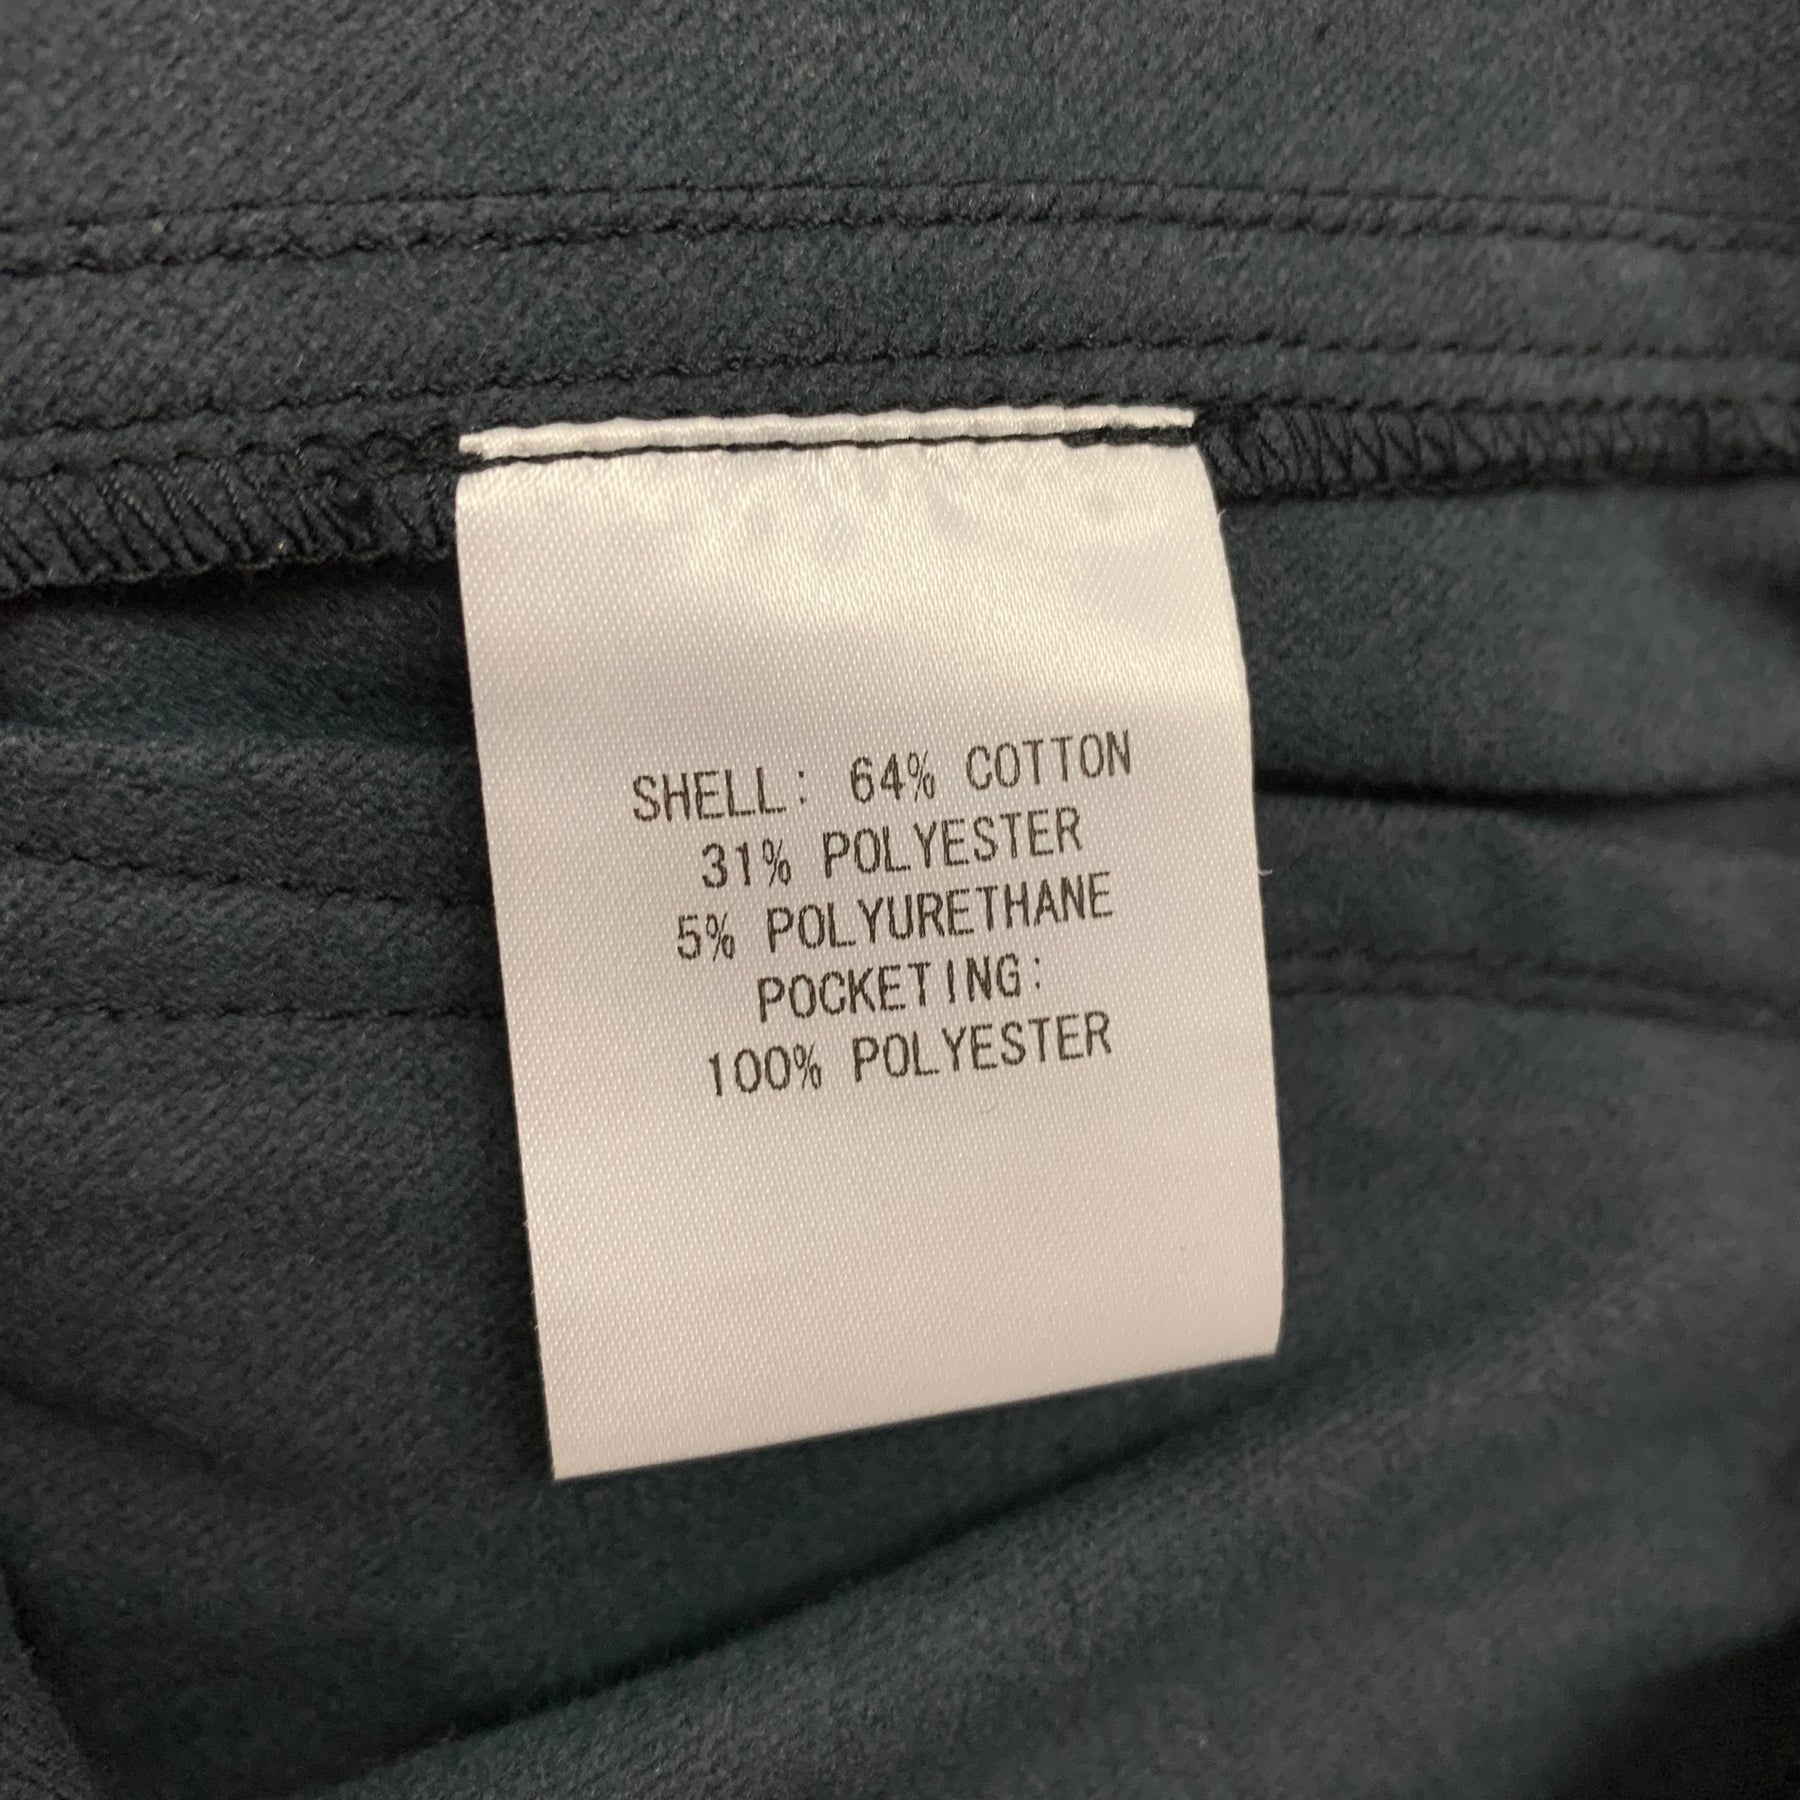 SHELL: 64% COTTON
31% POLYESTER
5% POLYURETHANE
POCKETING:
100% POLYESTER